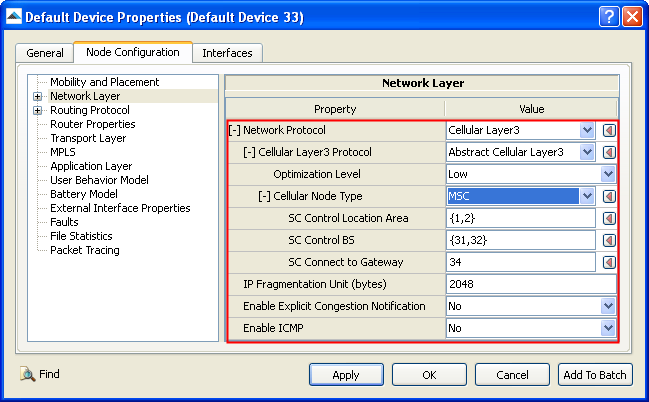 Default Device Properties (Default Device 33)
General Node Configuration Interfaces
Mobility and Placement
Network Layer
Routing Protocol
Router Properties
Transport Layer
MPLS
Application Layer
User Behavior Model
Battery Model
External Interface Properties
Faults
File Statistics
Packet Tracing
Network Layer
Property Value
[-] Network Protocol Cellular Layer3
[-] Cellular Layer3 Protocol Abstract Cellular Layer3
Optimization Level Low
[-] Cellular Node Type MSC
SC Control Location Area {1,2}
SC Control BS {31,32}
SC Connect to Gateway 34
IP Fragmentation Unit (bytes) 2048
Enable Explicit Congestion Notification No
Enable ICMP No
Find Apply OK Cancel Add To Batch